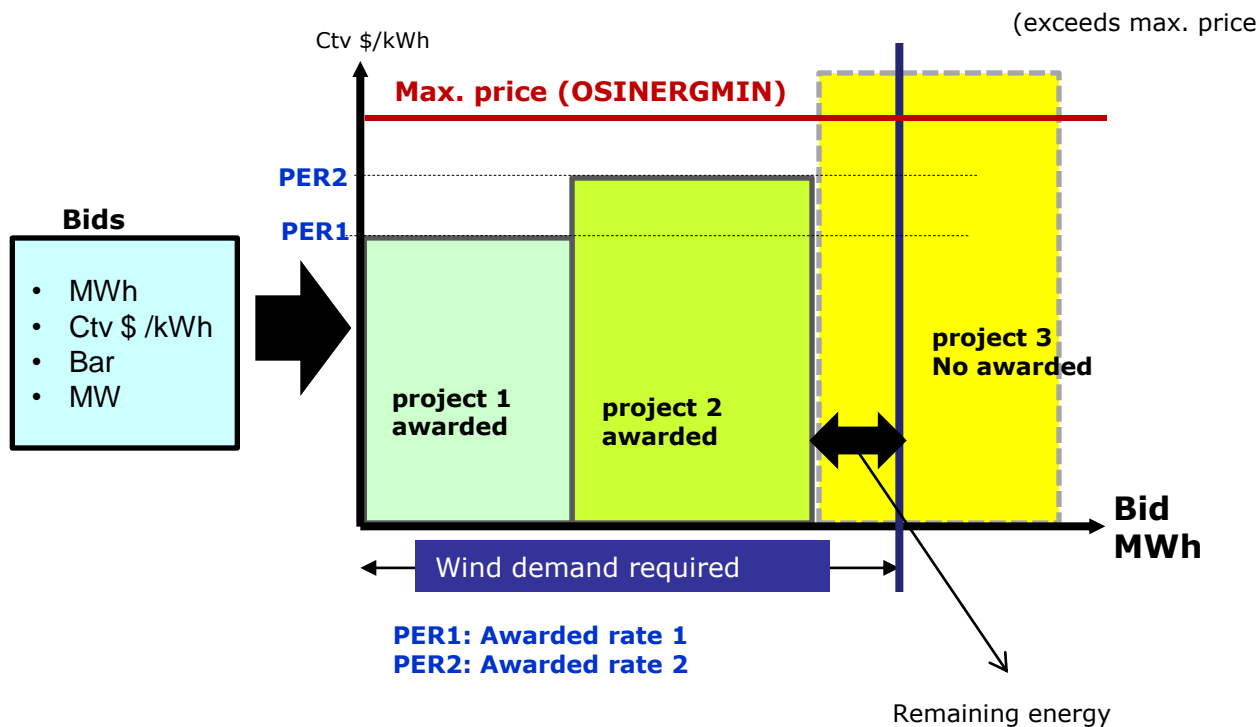 (exceeds max. price
Ctv $/kWh
Max. price (OSINERGMIN)
PER2
PER1
Bids
• MWh
• Ctv $ /kWh
• Bar
• MW
project 1
awarded
project 2
awarded
project 3
No awarded
Bid
MWh
Wind demand required
PER1: Awarded rate 1
PER2: Awarded rate 2
Remaining energy